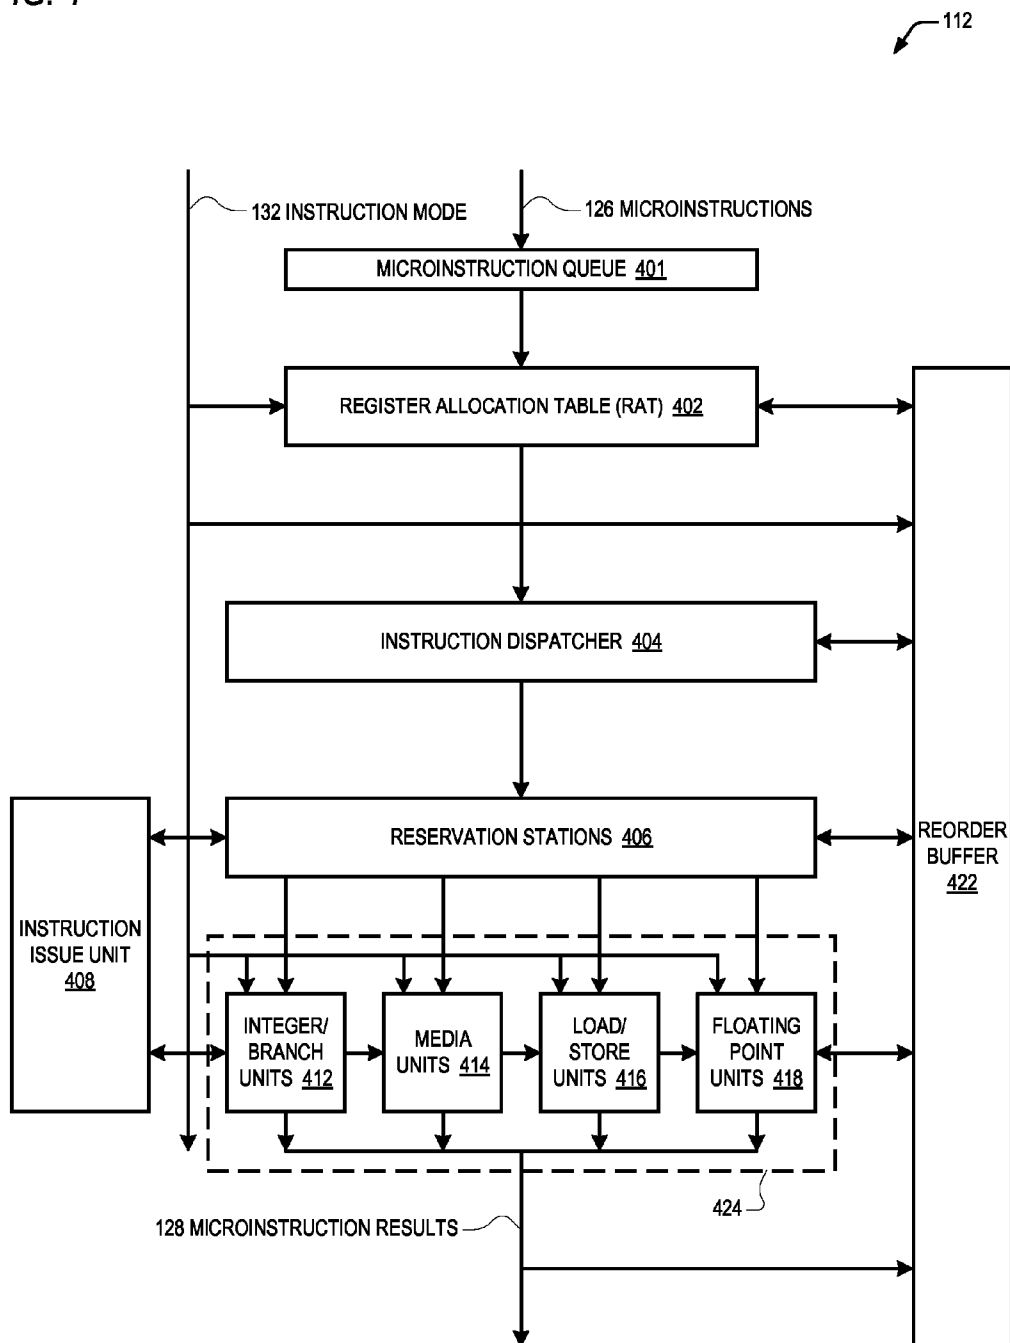 112
132 INSTRUCTION MODE
126 MICROINSTRUCTIONS
MICROINSTRUCTION QUEUE 401
REGISTER ALLOCATION TABLE (RAT) 402
INSTRUCTION DISPATCHER 404
RESERVATION STATIONS 406
REORDER
BUFFER
422
INSTRUCTION
ISSUE UNIT
408
INTEGER/
BRANCH
UNITS 412
MEDIA
UNITS 414
LOAD/
STORE
UNITS 416
FLOATING
POINT
UNITS 418
424
128 MICROINSTRUCTION RESULTS